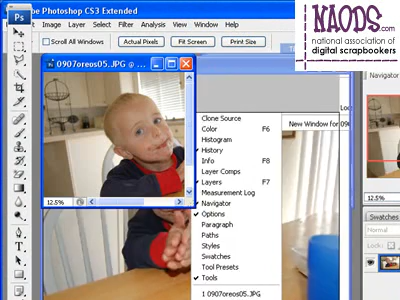 Photoshop CS3 Extended
NAODS.com
national association of
digital scrapbookers
Ps
Edit Image Layer Select Filter Analysis View Window Help
Scroll All Windows
Actual Pixels
Fit Screen
Print Size
0907oreos05.JPG @ ...
Navigator
Clone Source
Color F6
New Window for 090
Histogram
History
Info F8
Layer Comps
Layers F7
Measurement Log
Navigator
Options
Paragraph
Paths
Styles
Swatches
Tool Presets
Tools
1 0907oreos05.JPG
12.5%
12.5%
Swatches
Normal
Lock: